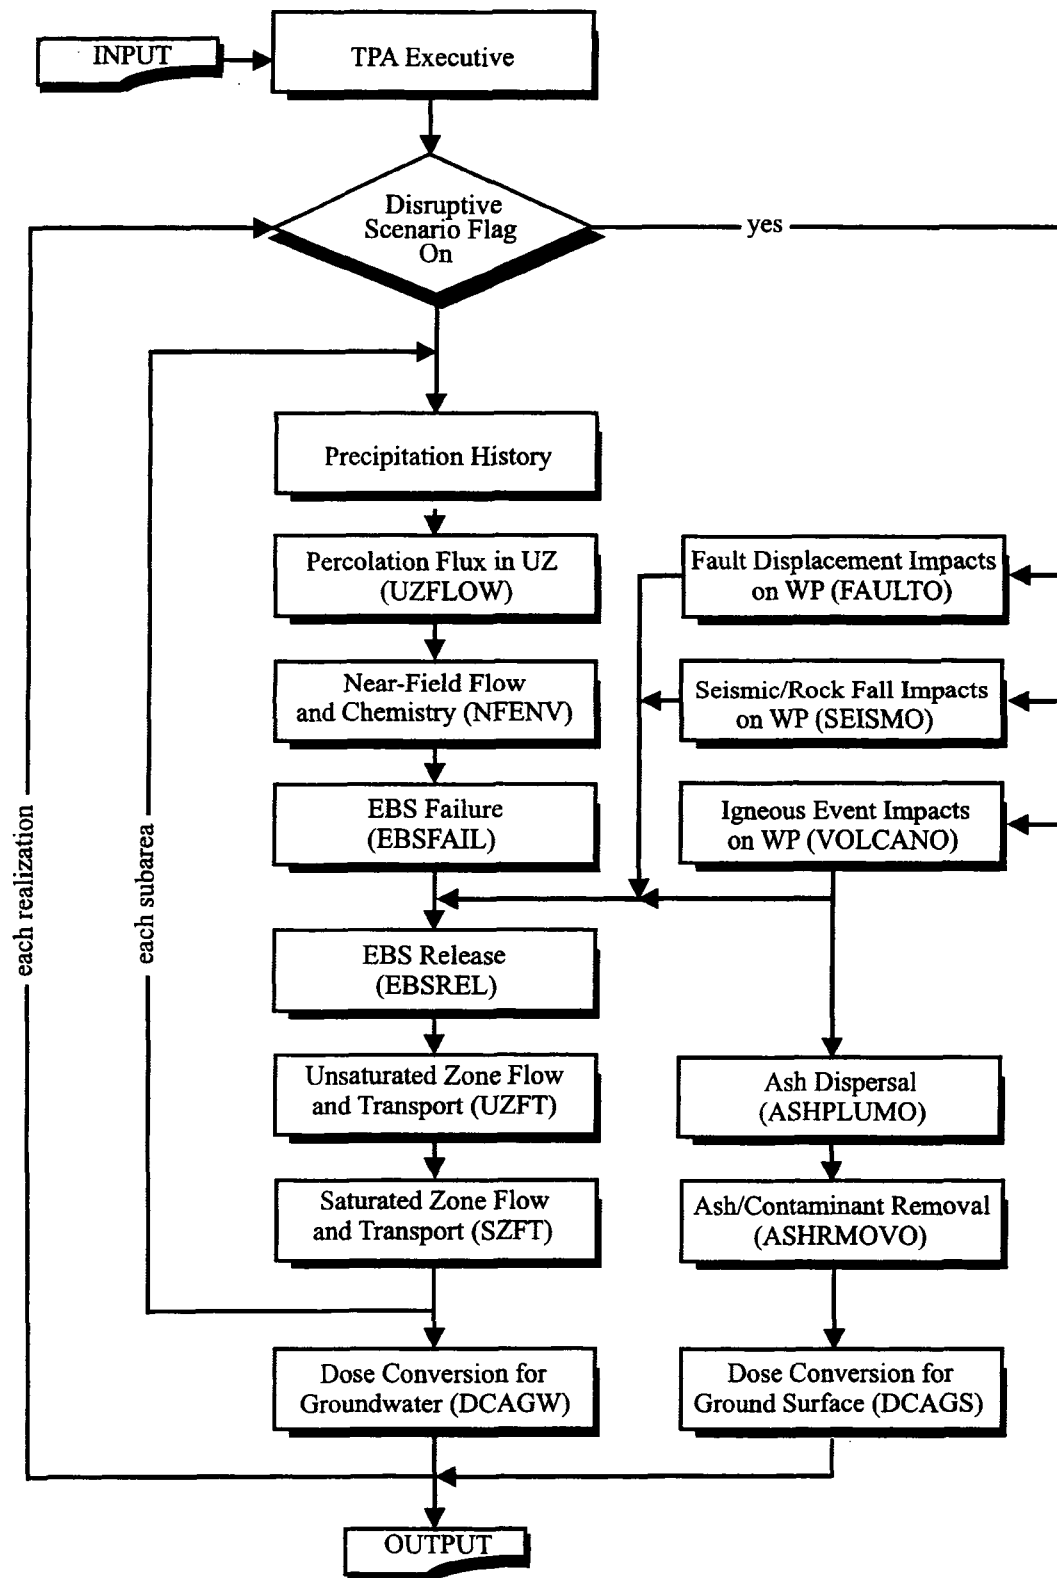 INPUT
TPA Executive
Disruptive
Scenario Flag
On
yes
Precipitation History
Percolation Flux in UZ
(UZFLOW)
Fault Displacement Impacts
on WP (FAULTO)
Near-Field Flow
and Chemistry (NFENV)
Seismic/Rock Fall Impacts
on WP (SEISMO)
EBS Failure
(EBSFAIL)
Igneous Event Impacts
on WP (VOLCANO)
each realization
each subarea
EBS Release
(EBSREL)
Unsaturated Zone Flow
and Transport (UZFT)
Ash Dispersal
(ASHPLUMO)
Saturated Zone Flow
and Transport (SZFT)
Ash/Contaminant Removal
(ASHRMOVO)
Dose Conversion for
Groundwater (DCAGW)
Dose Conversion for
Ground Surface (DCAGS)
OUTPUT